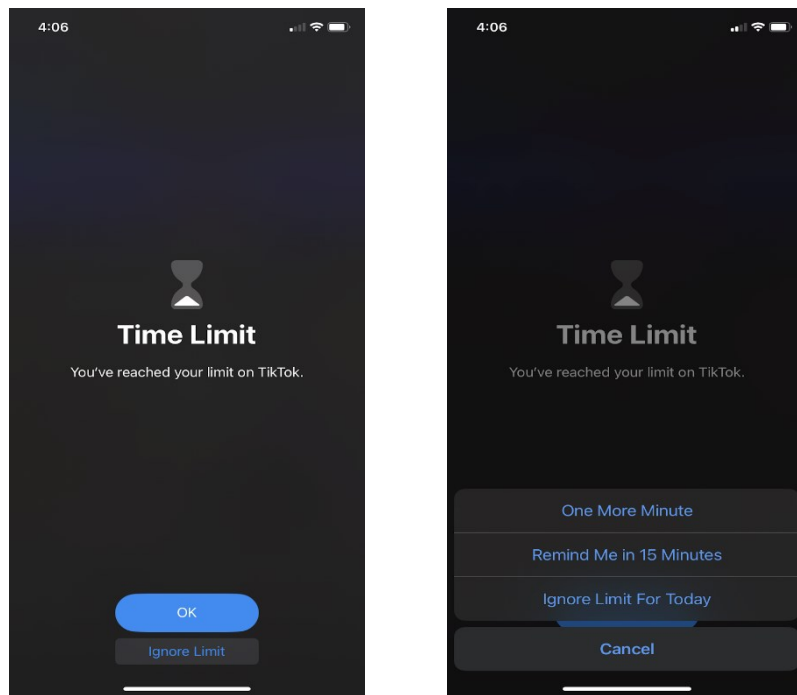 4:06
Time Limit
You've reached your limit on TikTok.
OK
Ignore Limit
4:06
Time Limit
You've reached your limit on TikTok.
One More Minute
Remind Me in 15 Minutes
Ignore Limit For Today
Cancel